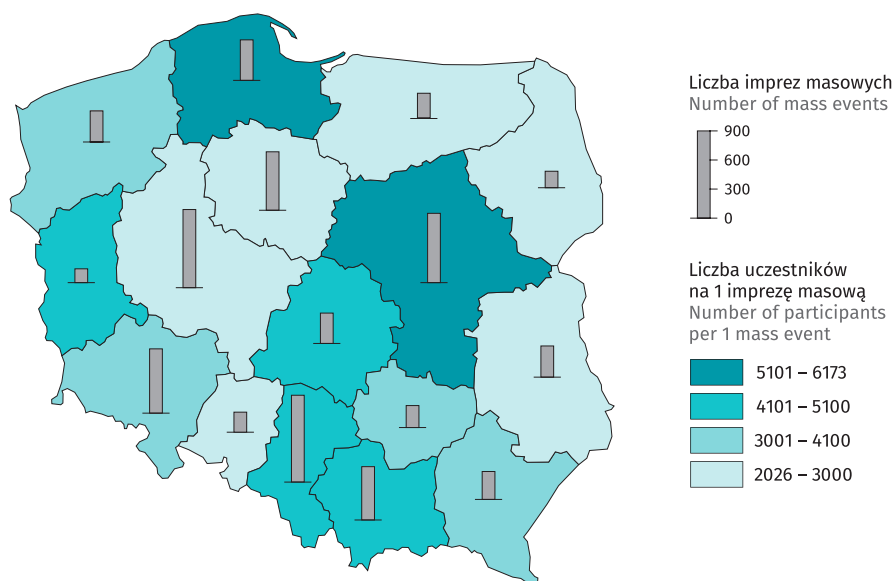 Liczba imprez masowych
Number of mass events
900
600
300
0
Liczba uczestników
na 1 imprezę masową
Number of participants
per 1 mass event
5101 – 6173
4101 – 5100
3001 – 4100
2026 – 3000